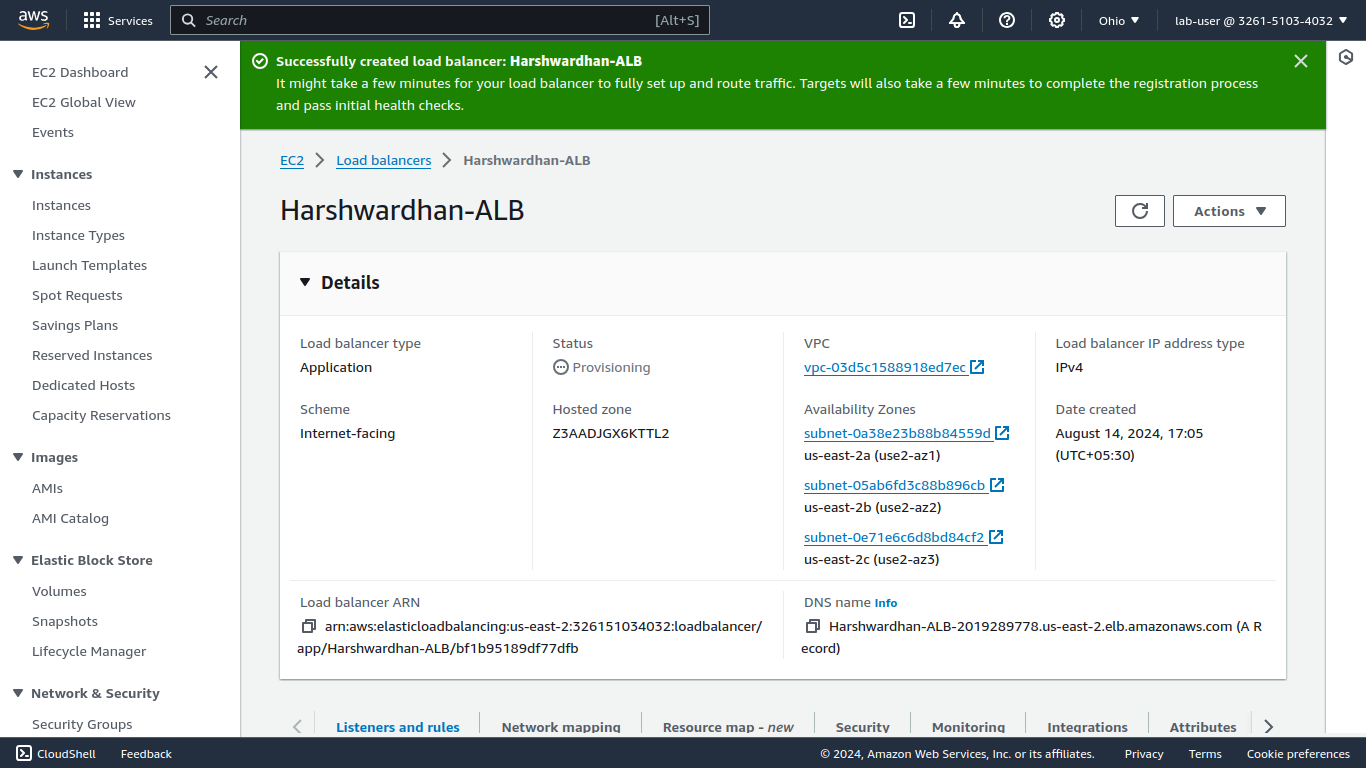 aws
Services
Search
[Alt+S]
Ohio
lab-user @ 3261-5103-4032
EC2 Dashboard
EC2 Global View
Events
Instances
Instances
Instance Types
Launch Templates
Spot Requests
Savings Plans
Reserved Instances
Dedicated Hosts
Capacity Reservations
Images
AMIs
AMI Catalog
Elastic Block Store
Volumes
Snapshots
Lifecycle Manager
Network & Security
Security Groups
Successfully created load balancer: Harshwardhan-ALB
It might take a few minutes for your load balancer to fully set up and route traffic. Targets will also take a few minutes to complete the registration process
and pass initial health checks.
EC2
Load balancers
Harshwardhan-ALB
Harshwardhan-ALB
Actions
Details
Load balancer type
Application
Scheme
Internet-facing
Status
Provisioning
Hosted zone
Z3AADJGX6KTTL2
VPC
vpc-03d5c1588918ed7ec
Availability Zones
subnet-0a38e23b88b84559d
us-east-2a (use2-az1)
subnet-05ab6fd3c88b896cb
us-east-2b (use2-az2)
subnet-0e71e6c6d8bd84cf2
us-east-2c (use2-az3)
Load balancer IP address type
IPv4
Date created
August 14, 2024, 17:05
(UTC+05:30)
Load balancer ARN
arn:aws:elasticloadbalancing:us-east-2:326151034032:loadbalancer/
app/Harshwardhan-ALB/bf1b95189df77dfb
DNS name Info
Harshwardhan-ALB-2019289778.us-east-2.elb.amazonaws.com (A R
ecord)
Listeners and rules
Network mapping
Resource map - new
Security
Monitoring
Integrations
Attributes
CloudShell
Feedback
© 2024, Amazon Web Services, Inc. or its affiliates.
Privacy
Terms
Cookie preferences